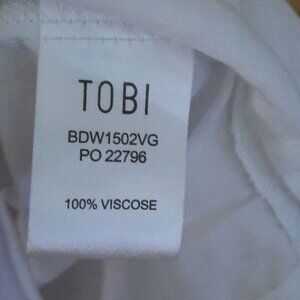 TOBI
BDW1502VG
PO 22796
100% VISCOSE